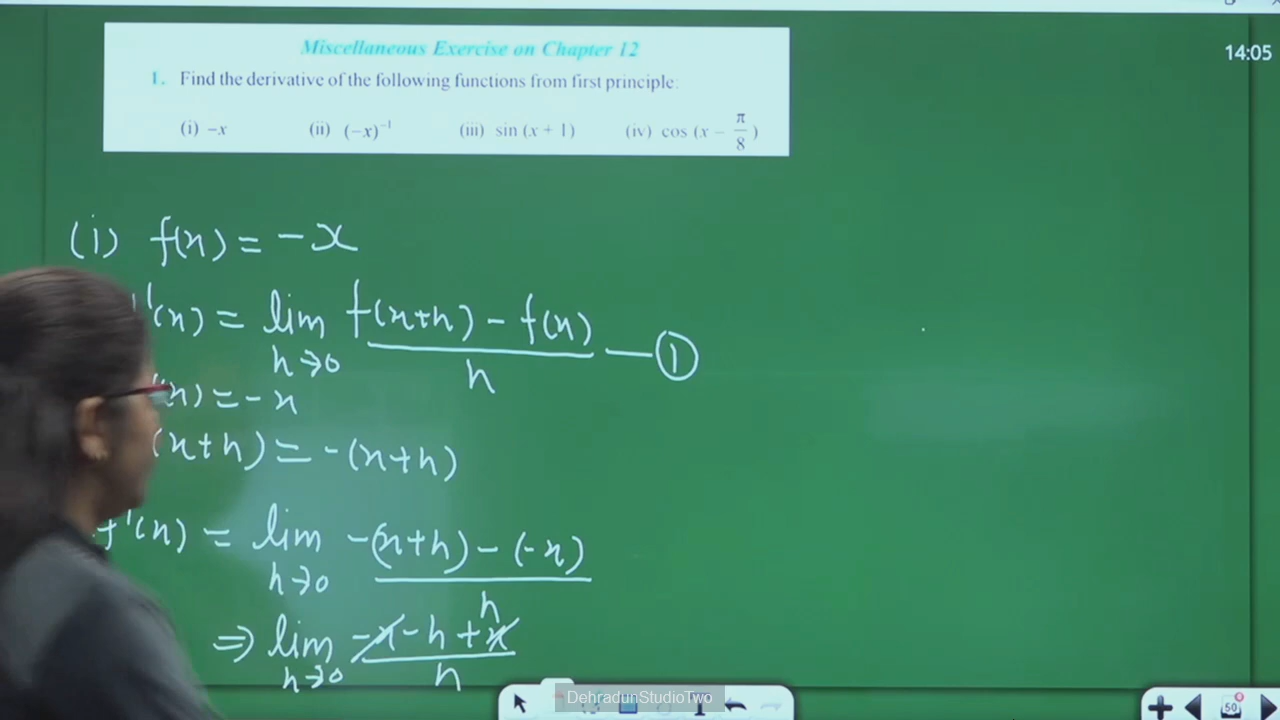 Miscellaneous Exercise on Chapter 12
14:05
1. Find the derivative of the following functions from first principle:
(i) −x (ii) (−x)⁻¹ (iii) sin (x + 1) (iv) cos (x − π/8)
(i) f(x) = -x
'(x) = lim h→0 f(x+h) - f(x) / h — ①
(x) = - x
(x+h) = -(x+h)
f'(x) = lim h→0 -(x+h) - (-x) / h
⇒ lim h→0 -x - h + x / h
DehradunStudioTwo
50